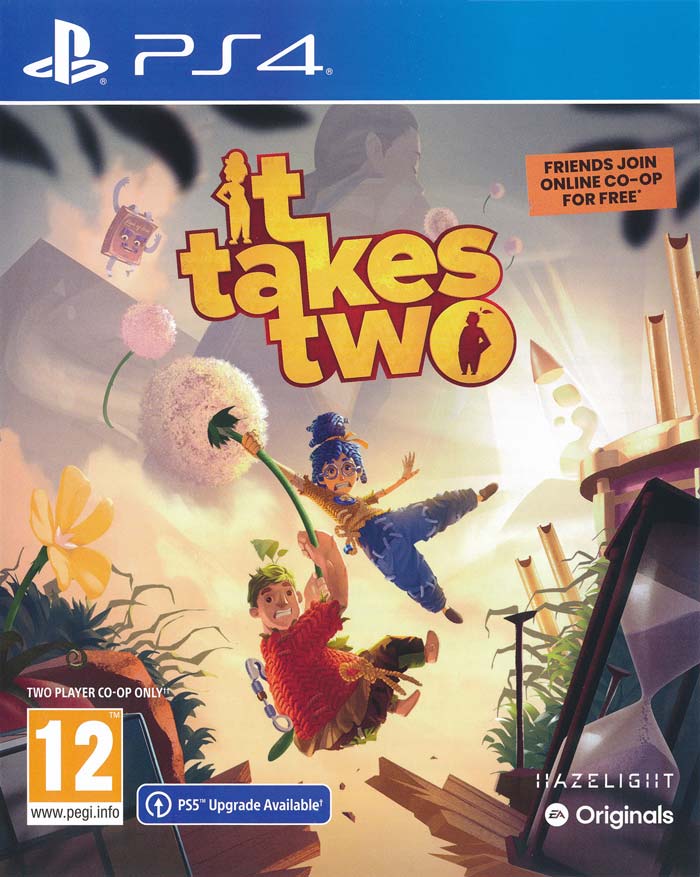 PS4®
it
takes
two
FRIENDS JOIN
ONLINE CO-OP
FOR FREE*
TWO PLAYER CO-OP ONLY††
12™
www.pegi.info
PS5™ Upgrade Available†
HAZELIGHT
EA Originals